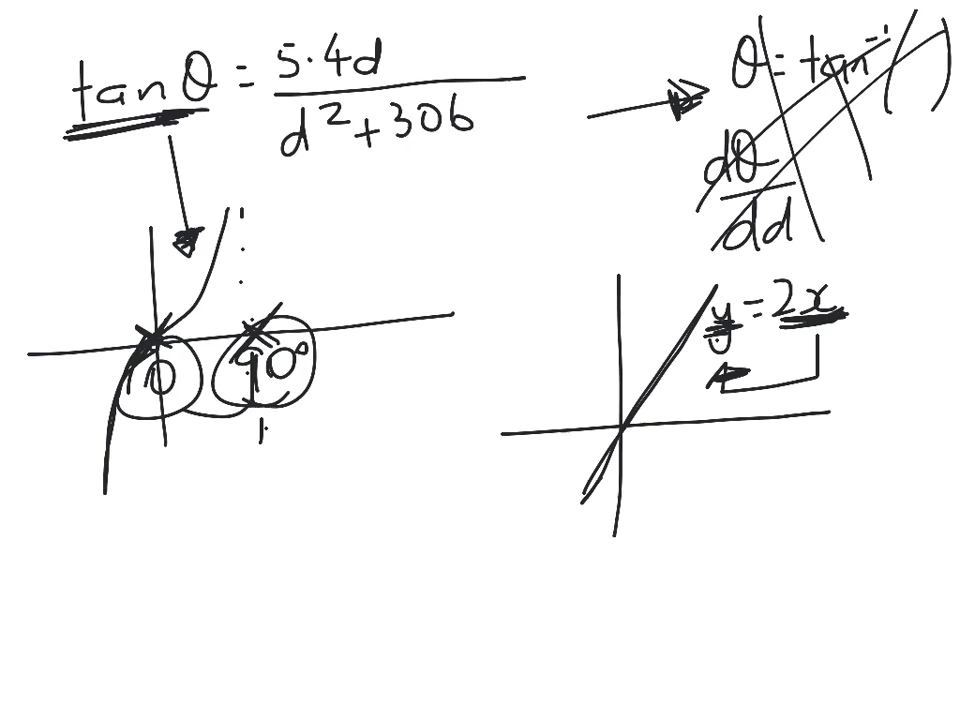 tanθ = 5.4d / d²+306
θ = tan⁻¹( )
dθ / dd
y = 2x
0
90°